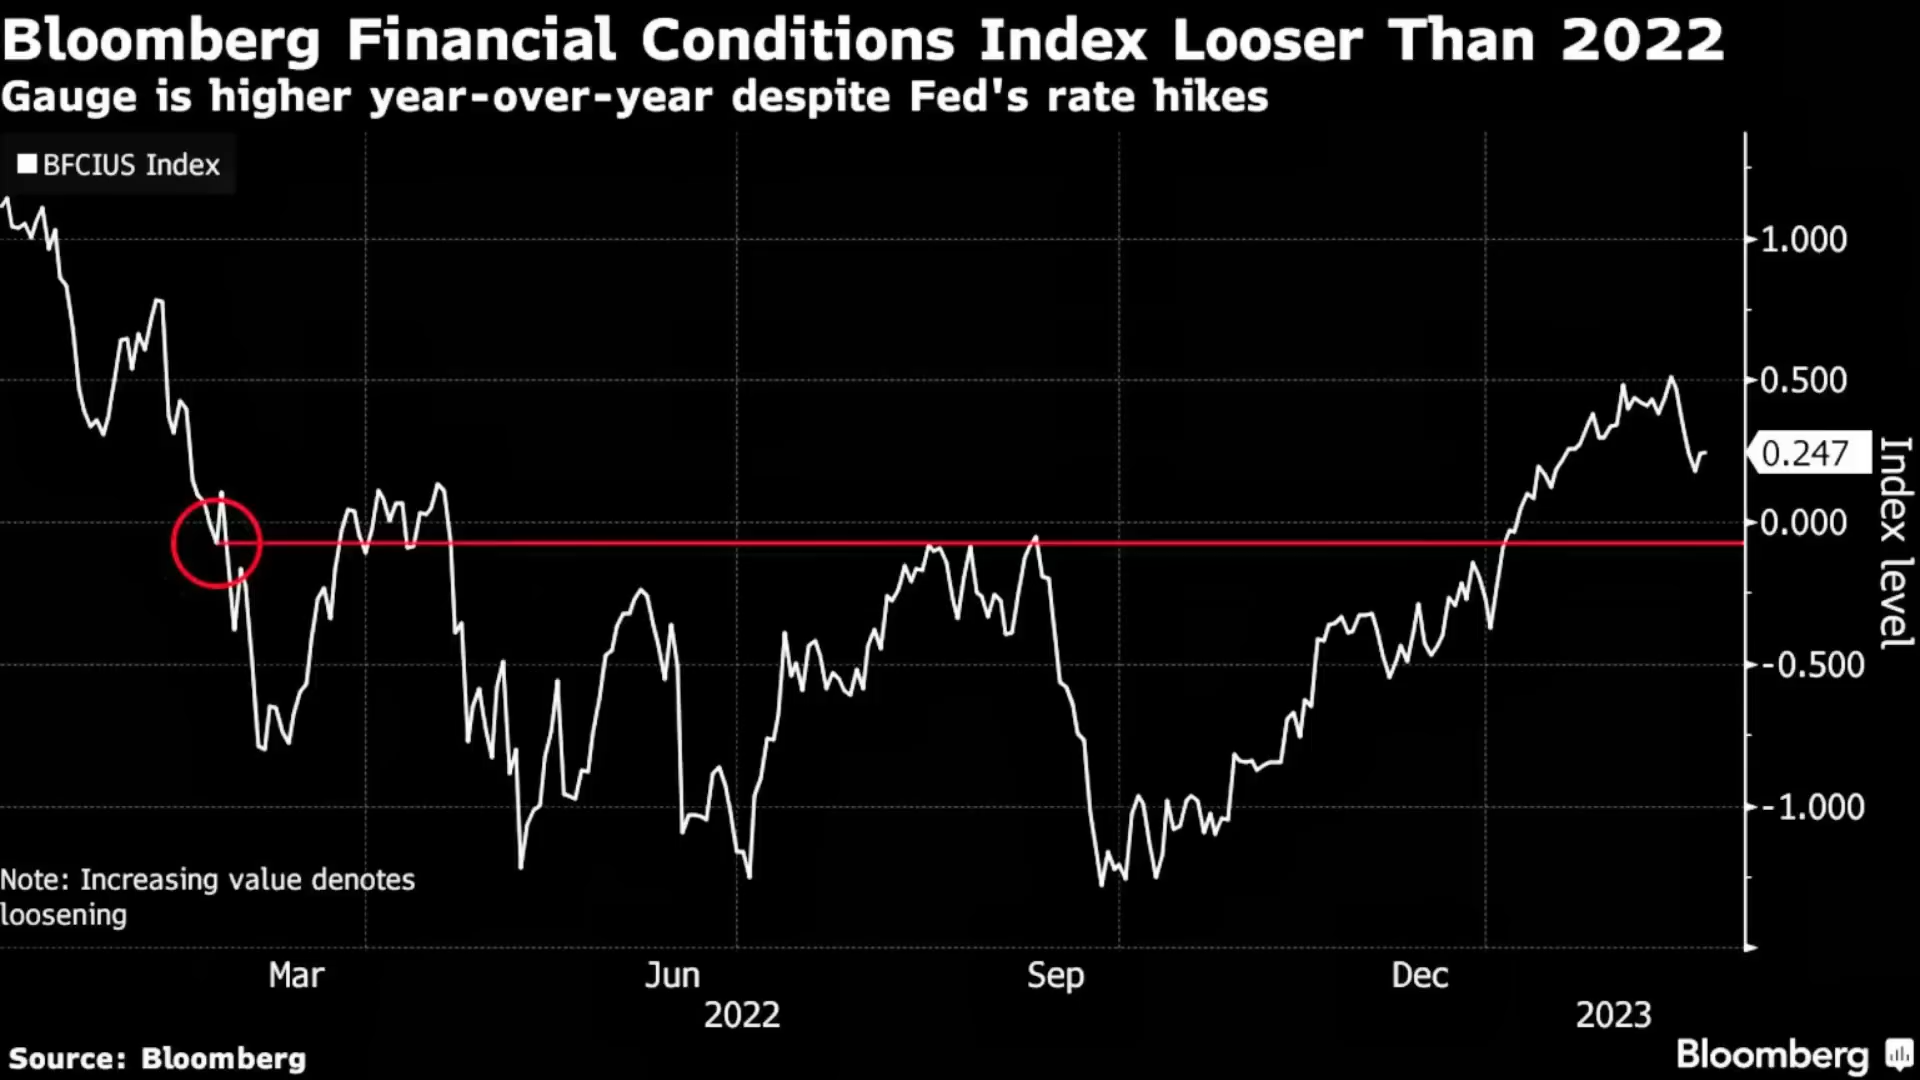 Bloomberg Financial Conditions Index Looser Than 2022
Gauge is higher year-over-year despite Fed's rate hikes
BFCIUS Index
1.000
0.500
0.247
0.000
-0.500
-1.000
Index level
Note: Increasing value denotes
loosening
Mar Jun Sep Dec
2022 2023
Source: Bloomberg
Bloomberg